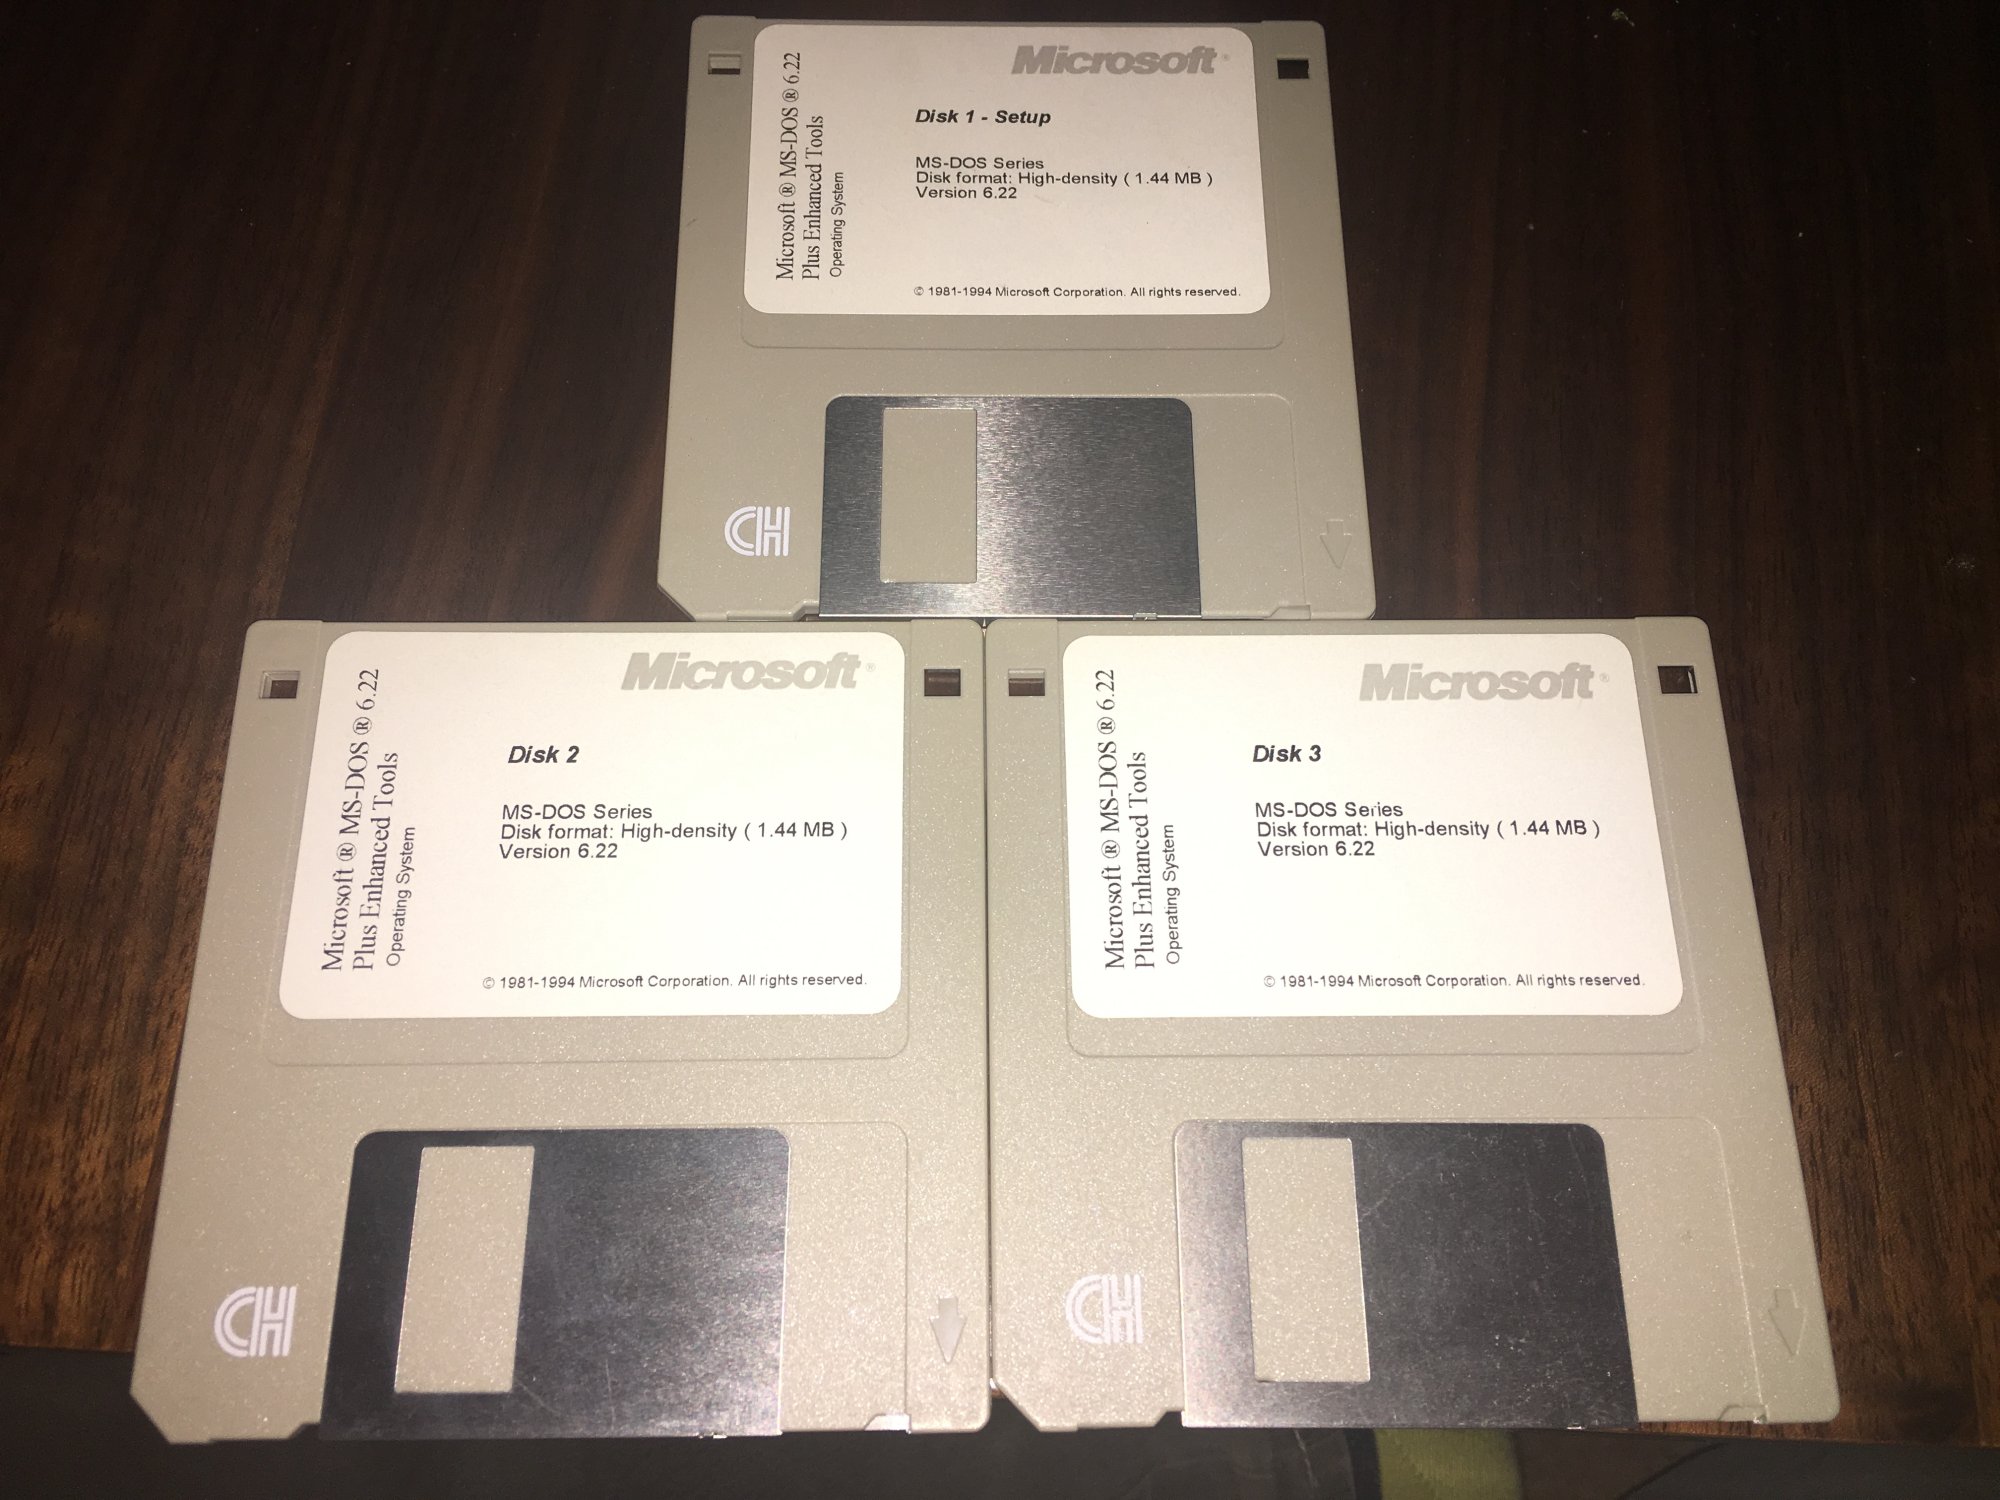 Microsoft®
Microsoft ® MS-DOS ® 6.22
Plus Enhanced Tools
Operating System
Disk 1 - Setup
MS-DOS Series
Disk format: High-density ( 1.44 MB )
Version 6.22
© 1981-1994 Microsoft Corporation. All rights reserved.
CH
Microsoft®
Microsoft ® MS-DOS ® 6.22
Plus Enhanced Tools
Operating System
Disk 2
MS-DOS Series
Disk format: High-density ( 1.44 MB )
Version 6.22
© 1981-1994 Microsoft Corporation. All rights reserved.
CH
Microsoft®
Microsoft ® MS-DOS ® 6.22
Plus Enhanced Tools
Operating System
Disk 3
MS-DOS Series
Disk format: High-density ( 1.44 MB )
Version 6.22
© 1981-1994 Microsoft Corporation. All rights reserved.
CH